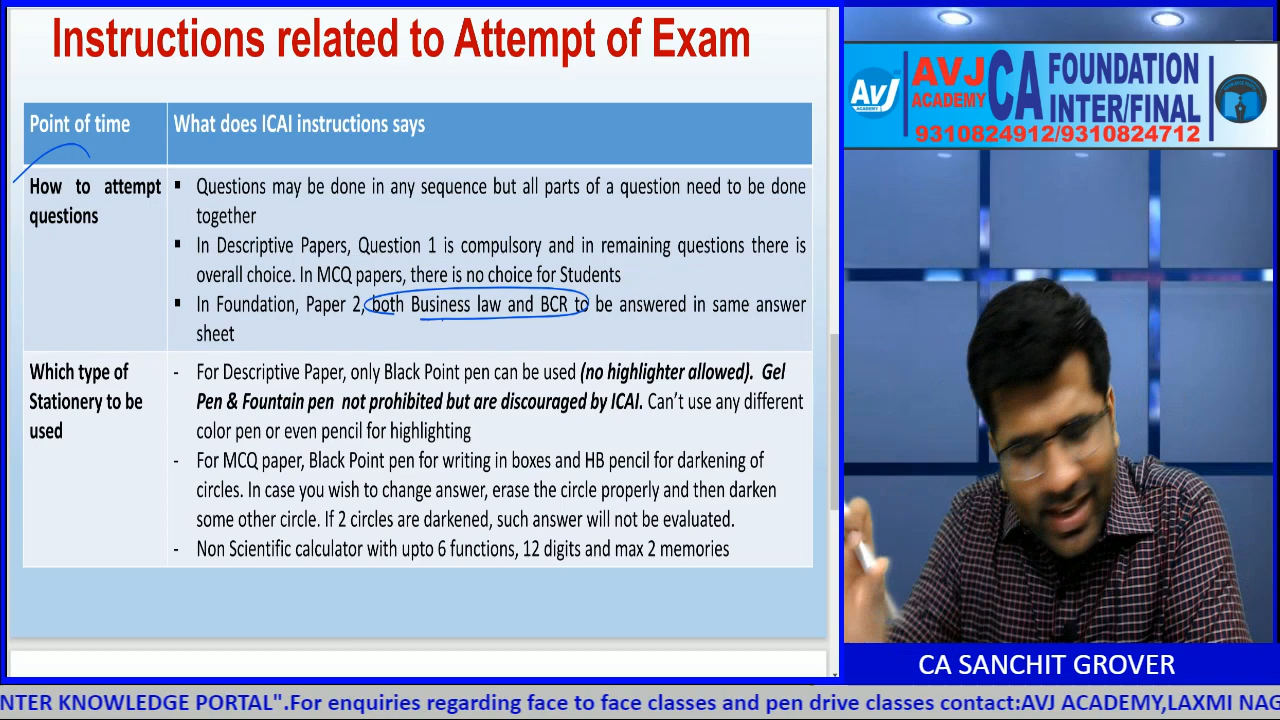 Instructions related to Attempt of Exam
Point of time
What does ICAI instructions says
How to attempt
questions
▪ Questions may be done in any sequence but all parts of a question need to be done
together
▪ In Descriptive Papers, Question 1 is compulsory and in remaining questions there is
overall choice. In MCQ papers, there is no choice for Students
▪ In Foundation, Paper 2, both Business law and BCR to be answered in same answer
sheet
Which type of
Stationery to be
used
- For Descriptive Paper, only Black Point pen can be used (no highlighter allowed). Gel
Pen & Fountain pen not prohibited but are discouraged by ICAI. Can't use any different
color pen or even pencil for highlighting
- For MCQ paper, Black Point pen for writing in boxes and HB pencil for darkening of
circles. In case you wish to change answer, erase the circle properly and then darken
some other circle. If 2 circles are darkened, such answer will not be evaluated.
- Non Scientific calculator with upto 6 functions, 12 digits and max 2 memories
AVJ
ACADEMY
AVJ
ACADEMY
CA
FOUNDATION
INTER/FINAL
9310824912/9310824712
CA SANCHIT GROVER
NTER KNOWLEDGE PORTAL".For enquiries regarding face to face classes and pen drive classes contact:AVJ ACADEMY,LAXMI NAG